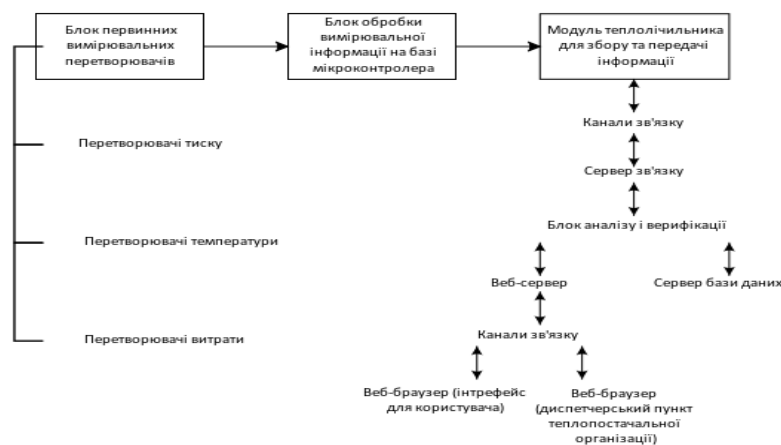 Блок первинних
вимірювальних
перетворювачів
Блок обробки
вимірювальної
інформації на базі
мікроконтролера
Модуль теплолічильника
для збору та передачі
інформації
Перетворювачі тиску
Перетворювачі температури
Перетворювачі витрати
Канали зв'язку
Сервер зв'язку
Блок аналізу і верифікації
Веб-сервер
Сервер бази даних
Канали зв'язку
Веб-браузер (інтрефейс
для користувача)
Веб-браузер
(диспетчерський пункт
теплопостачальної
організації)